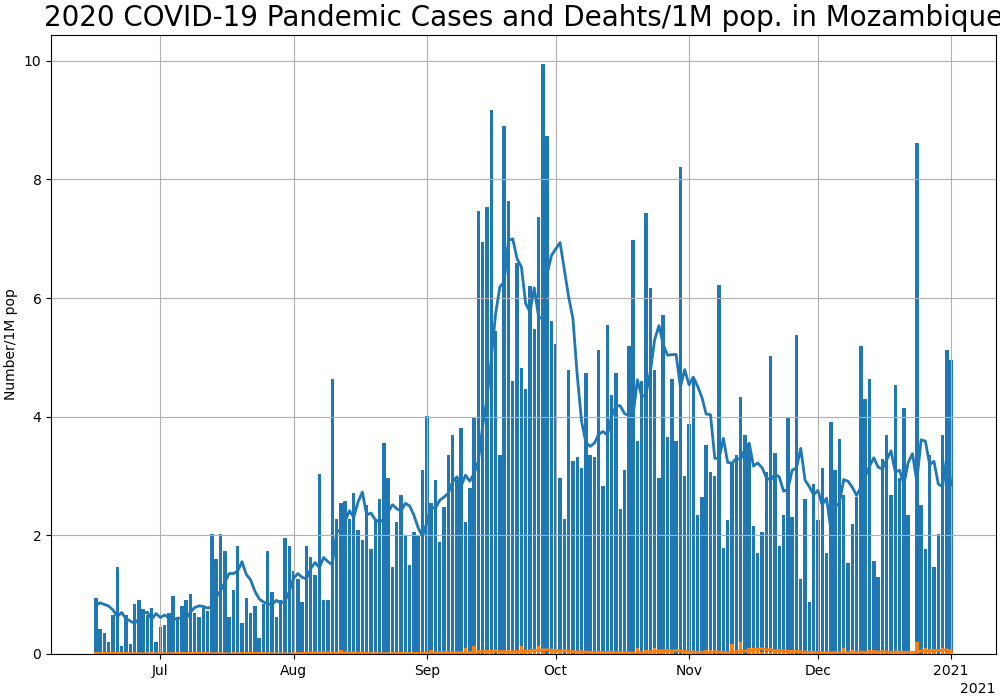 2020 COVID-19 Pandemic Cases and Deahts/1M pop. in Mozambique
10
8
6
4
2
0
Number/1M pop
Jul Aug Sep Oct Nov Dec 2021
2021